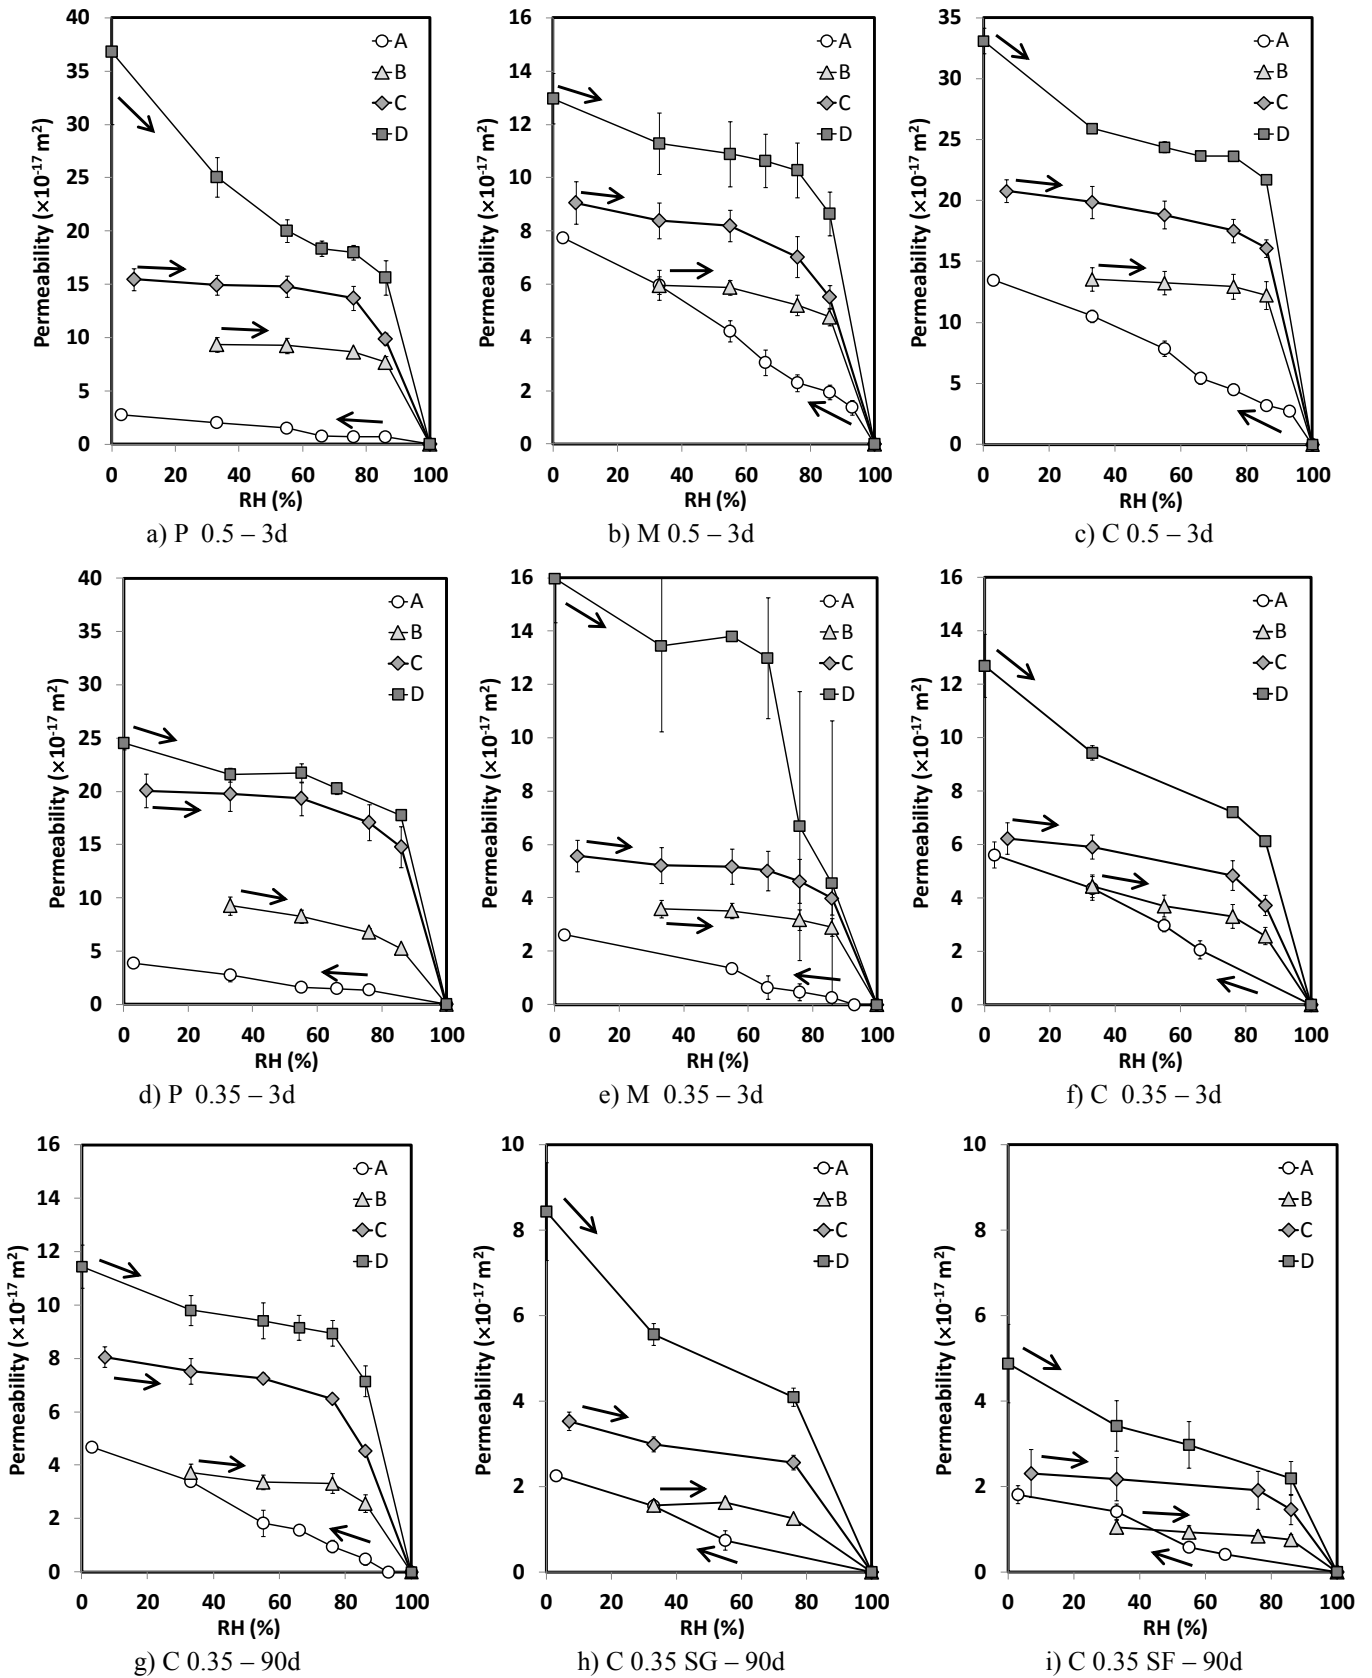 40
35
30
25
20
15
10
5
0
Permeability (×10⁻¹⁷ m²)
A
B
C
D
0 20 40 60 80 100
RH (%)
a) P 0.5 – 3d
16
14
12
10
8
6
4
2
0
Permeability (×10⁻¹⁷ m²)
A
B
C
D
0 20 40 60 80 100
RH (%)
b) M 0.5 – 3d
35
30
25
20
15
10
5
0
Permeability (×10⁻¹⁷ m²)
A
B
C
D
0 20 40 60 80 100
RH (%)
c) C 0.5 – 3d
40
35
30
25
20
15
10
5
0
Permeability (×10⁻¹⁷ m²)
A
B
C
D
0 20 40 60 80 100
RH (%)
d) P 0.35 – 3d
16
14
12
10
8
6
4
2
0
Permeability (×10⁻¹⁷ m²)
A
B
C
D
0 20 40 60 80 100
RH (%)
e) M 0.35 – 3d
16
14
12
10
8
6
4
2
0
Permeability (×10⁻¹⁷ m²)
A
B
C
D
0 20 40 60 80 100
RH (%)
f) C 0.35 – 3d
16
14
12
10
8
6
4
2
0
Permeability (×10⁻¹⁷ m²)
A
B
C
D
0 20 40 60 80 100
RH (%)
g) C 0.35 – 90d
10
8
6
4
2
0
Permeability (×10⁻¹⁷ m²)
A
B
C
D
0 20 40 60 80 100
RH (%)
h) C 0.35 SG – 90d
10
8
6
4
2
0
Permeability (×10⁻¹⁷ m²)
A
B
C
D
0 20 40 60 80 100
RH (%)
i) C 0.35 SF – 90d